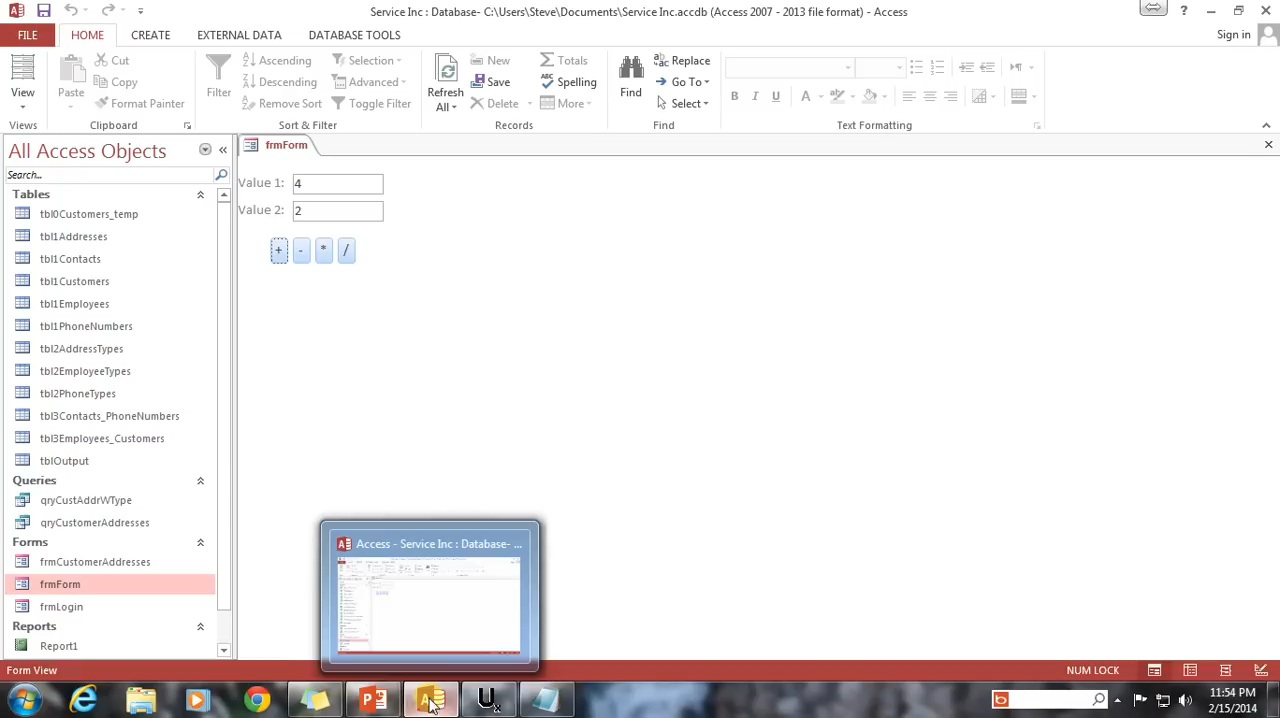 Service Inc : Database- C:\Users\Steve\Documents\Service Inc.accdb (Access 2007 - 2013 file format) - Access
FILE HOME CREATE EXTERNAL DATA DATABASE TOOLS Sign in
View
Views
Paste
Cut
Copy
Format Painter
Clipboard
Filter
Ascending
Descending
Remove Sort
Selection
Advanced
Toggle Filter
Sort & Filter
Refresh
All
New
Save
Delete
Totals
Spelling
More
Records
Find
Replace
Go To
Select
Find
B I U A
Text Formatting
All Access Objects
Search...
Tables
tbl0Customers_temp
tbl1Addresses
tbl1Contacts
tbl1Customers
tbl1Employees
tbl1PhoneNumbers
tbl2AddressTypes
tbl2EmployeeTypes
tbl2PhoneTypes
tbl3Contacts_PhoneNumbers
tbl3Employees_Customers
tblOutput
Queries
qryCustAddrWType
qryCustomerAddresses
Forms
frmCustomerAddresses
frmForm
frmLogin
Reports
Report1
frmForm
Value 1: 4
Value 2: 2
+ - * /
Access - Service Inc : Database- ...
Form View
NUM LOCK
11:54 PM
2/15/2014